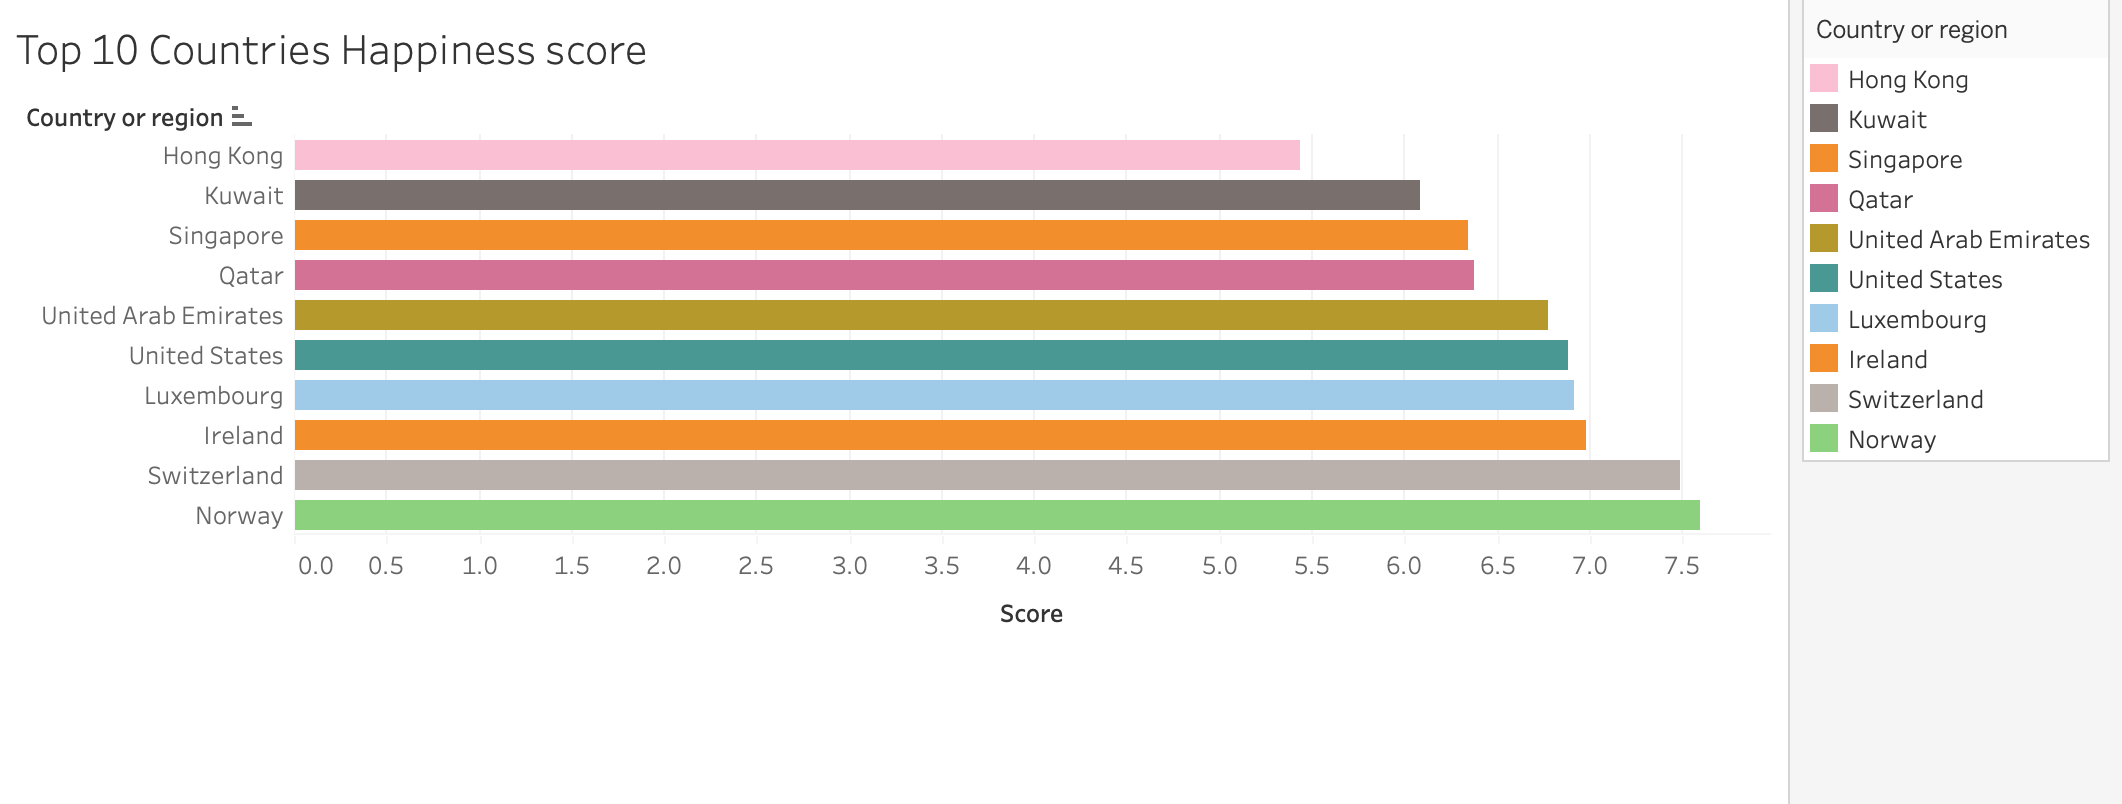 Top 10 Countries Happiness score
Country or region
Hong Kong
Kuwait
Singapore
Qatar
United Arab Emirates
United States
Luxembourg
Ireland
Switzerland
Norway
0.0 0.5 1.0 1.5 2.0 2.5 3.0 3.5 4.0 4.5 5.0 5.5 6.0 6.5 7.0 7.5
Score
Country or region
Hong Kong
Kuwait
Singapore
Qatar
United Arab Emirates
United States
Luxembourg
Ireland
Switzerland
Norway